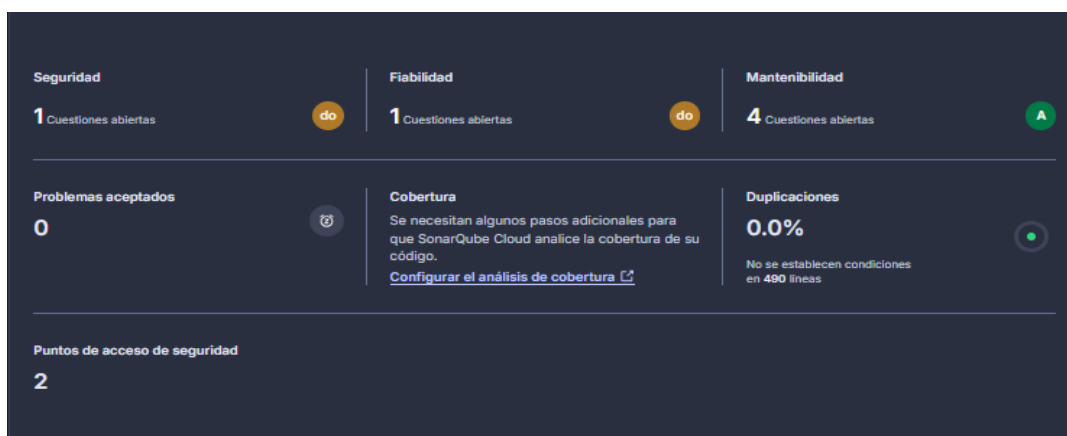 Seguridad
1 Cuestiones abiertas
do
Fiabilidad
1 Cuestiones abiertas
do
Mantenibilidad
4 Cuestiones abiertas
A
Problemas aceptados
0
Cobertura
Se necesitan algunos pasos adicionales para
que SonarQube Cloud analice la cobertura de su
código.
Configurar el análisis de cobertura
Duplicaciones
0.0%
No se establecen condiciones
en 490 líneas
Puntos de acceso de seguridad
2